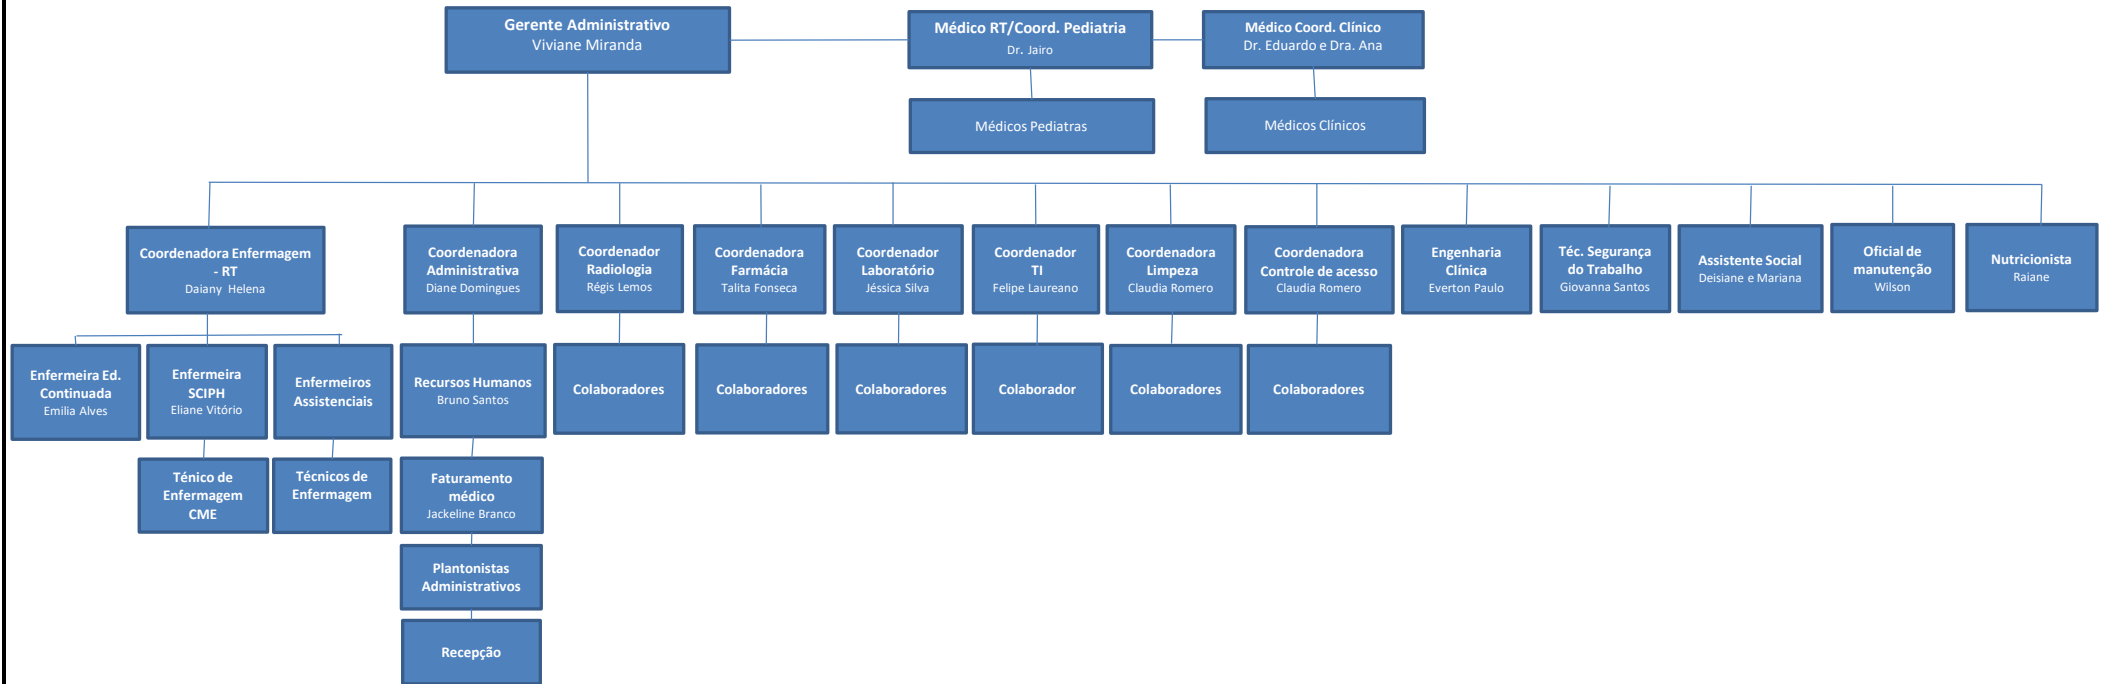 Gerente Administrativo
Viviane Miranda
Médico RT/Coord. Pediatria
Dr. Jairo
Médico Coord. Clínico
Dr. Eduardo e Dra. Ana
Médicos Pediatras
Médicos Clínicos
Coordenadora Enfermagem
- RT
Daiany Helena
Coordenadora
Administrativa
Diane Domingues
Coordenador
Radiologia
Régis Lemos
Coordenadora
Farmácia
Talita Fonseca
Coordenador
Laboratório
Jéssica Silva
Coordenador
TI
Felipe Laureano
Coordenadora
Limpeza
Claudia Romero
Coordenadora
Controle de acesso
Claudia Romero
Engenharia
Clínica
Everton Paulo
Téc. Segurança
do Trabalho
Giovanna Santos
Assistente Social
Deisiane e Mariana
Oficial de
manutenção
Wilson
Nutricionista
Raiane
Enfermeira Ed.
Continuada
Emilia Alves
Enfermeira
SCIPH
Eliane Vitório
Enfermeiros
Assistenciais
Recursos Humanos
Bruno Santos
Colaboradores
Colaboradores
Colaboradores
Colaborador
Colaboradores
Colaboradores
Ténico de
Enfermagem
CME
Técnicos de
Enfermagem
Faturamento
médico
Jackeline Branco
Plantonistas
Administrativos
Recepção